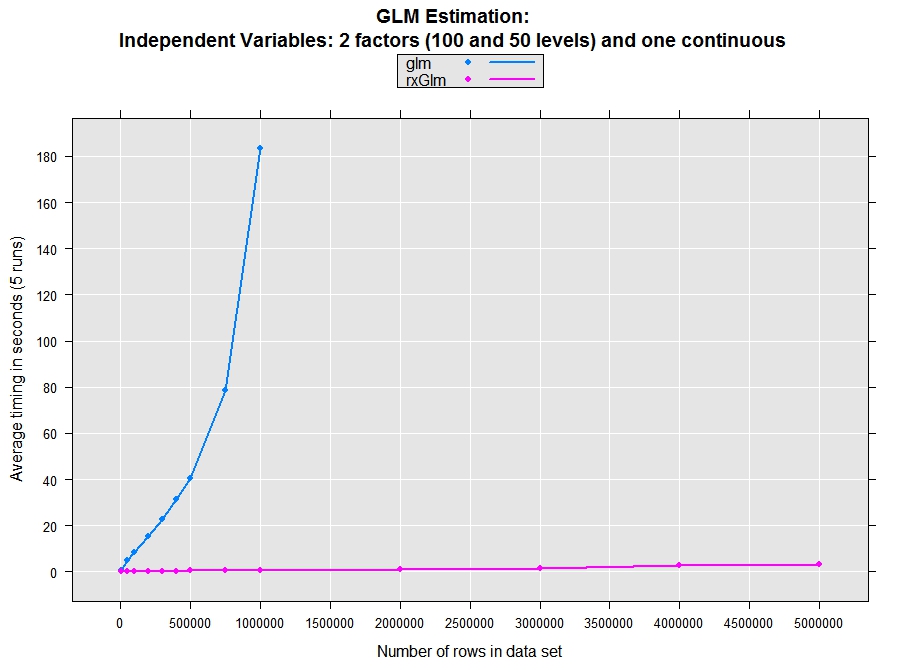 GLM Estimation:
Independent Variables: 2 factors (100 and 50 levels) and one continuous
glm
rxGlm
180
160
140
120
100
80
60
40
20
0
Average timing in seconds (5 runs)
0 500000 1000000 1500000 2000000 2500000 3000000 3500000 4000000 4500000 5000000
Number of rows in data set